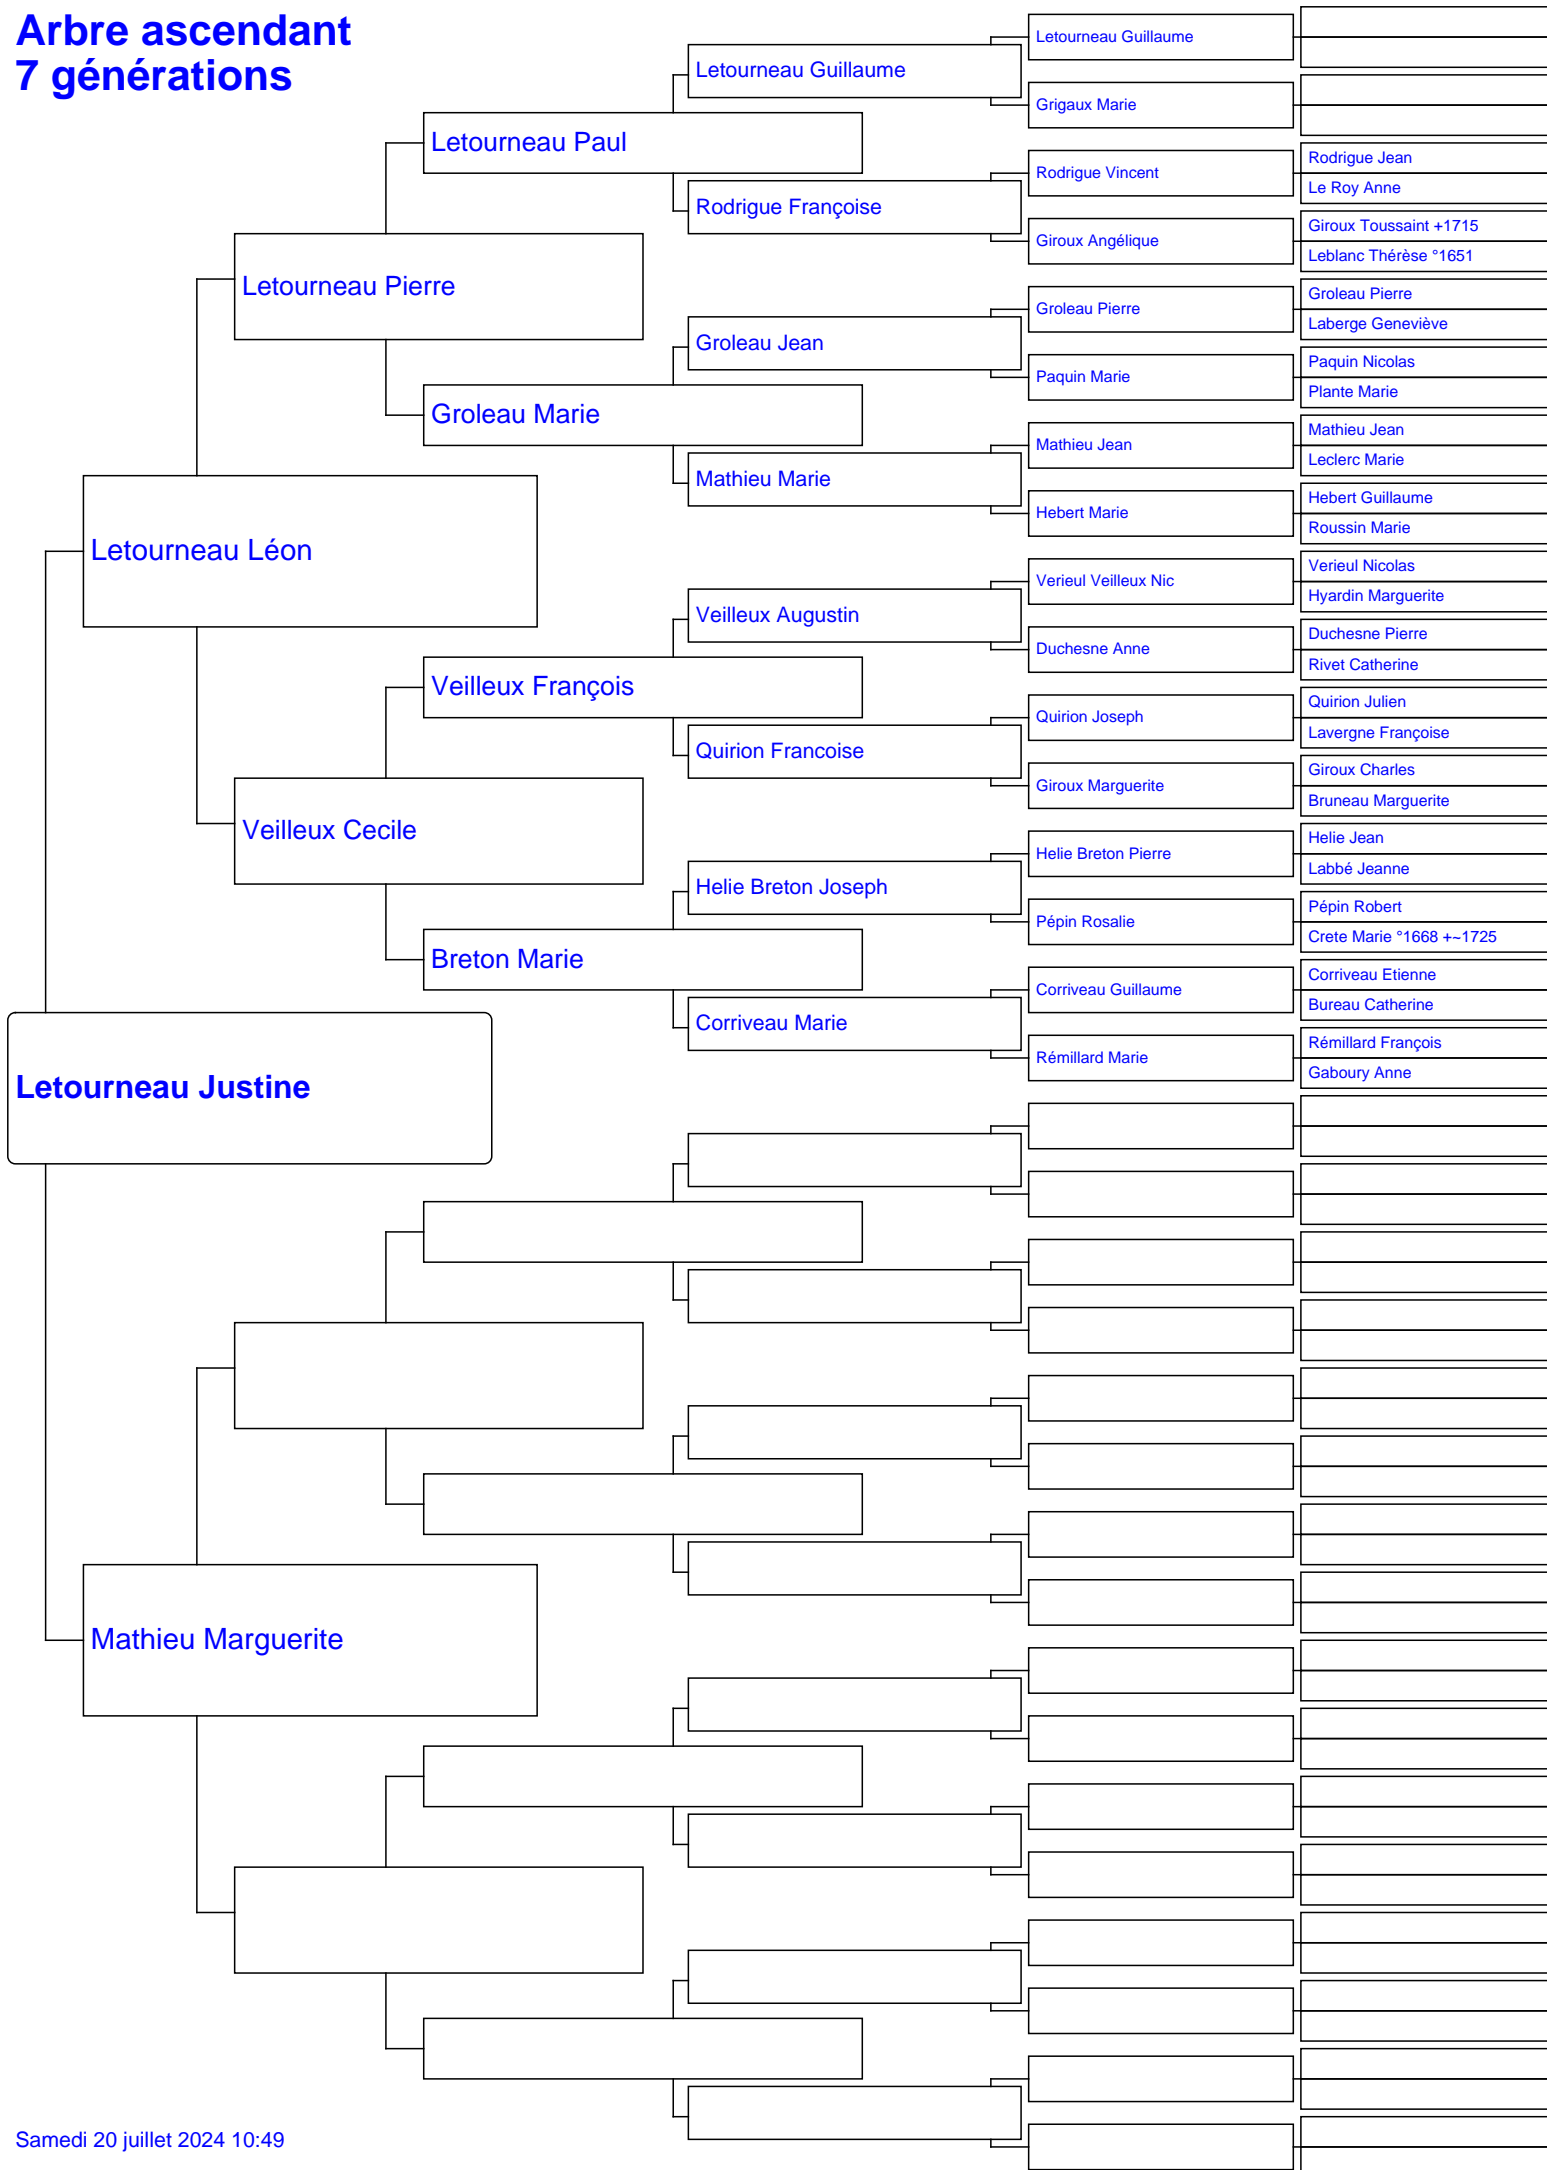 Arbre ascendant
7 générations
Letourneau Guillaume
Letourneau Guillaume
Grigaux Marie
Letourneau Paul
Rodrigue Jean
Rodrigue Vincent
Le Roy Anne
Rodrigue Françoise
Giroux Toussaint +1715
Giroux Angélique
Leblanc Thérèse °1651
Letourneau Pierre
Groleau Pierre
Groleau Pierre
Laberge Geneviève
Groleau Jean
Paquin Nicolas
Paquin Marie
Plante Marie
Groleau Marie
Mathieu Jean
Mathieu Jean
Leclerc Marie
Mathieu Marie
Hebert Guillaume
Hebert Marie
Roussin Marie
Letourneau Léon
Verieul Nicolas
Verieul Veilleux Nic
Hyardin Marguerite
Veilleux Augustin
Duchesne Pierre
Duchesne Anne
Rivet Catherine
Veilleux François
Quirion Julien
Quirion Joseph
Lavergne Françoise
Quirion Francoise
Giroux Charles
Giroux Marguerite
Bruneau Marguerite
Veilleux Cecile
Helie Jean
Helie Breton Pierre
Labbé Jeanne
Helie Breton Joseph
Pépin Robert
Pépin Rosalie
Crete Marie °1668 +~1725
Breton Marie
Corriveau Etienne
Corriveau Guillaume
Bureau Catherine
Corriveau Marie
Rémillard François
Rémillard Marie
Gaboury Anne
Letourneau Justine
Mathieu Marguerite
Samedi 20 juillet 2024 10:49